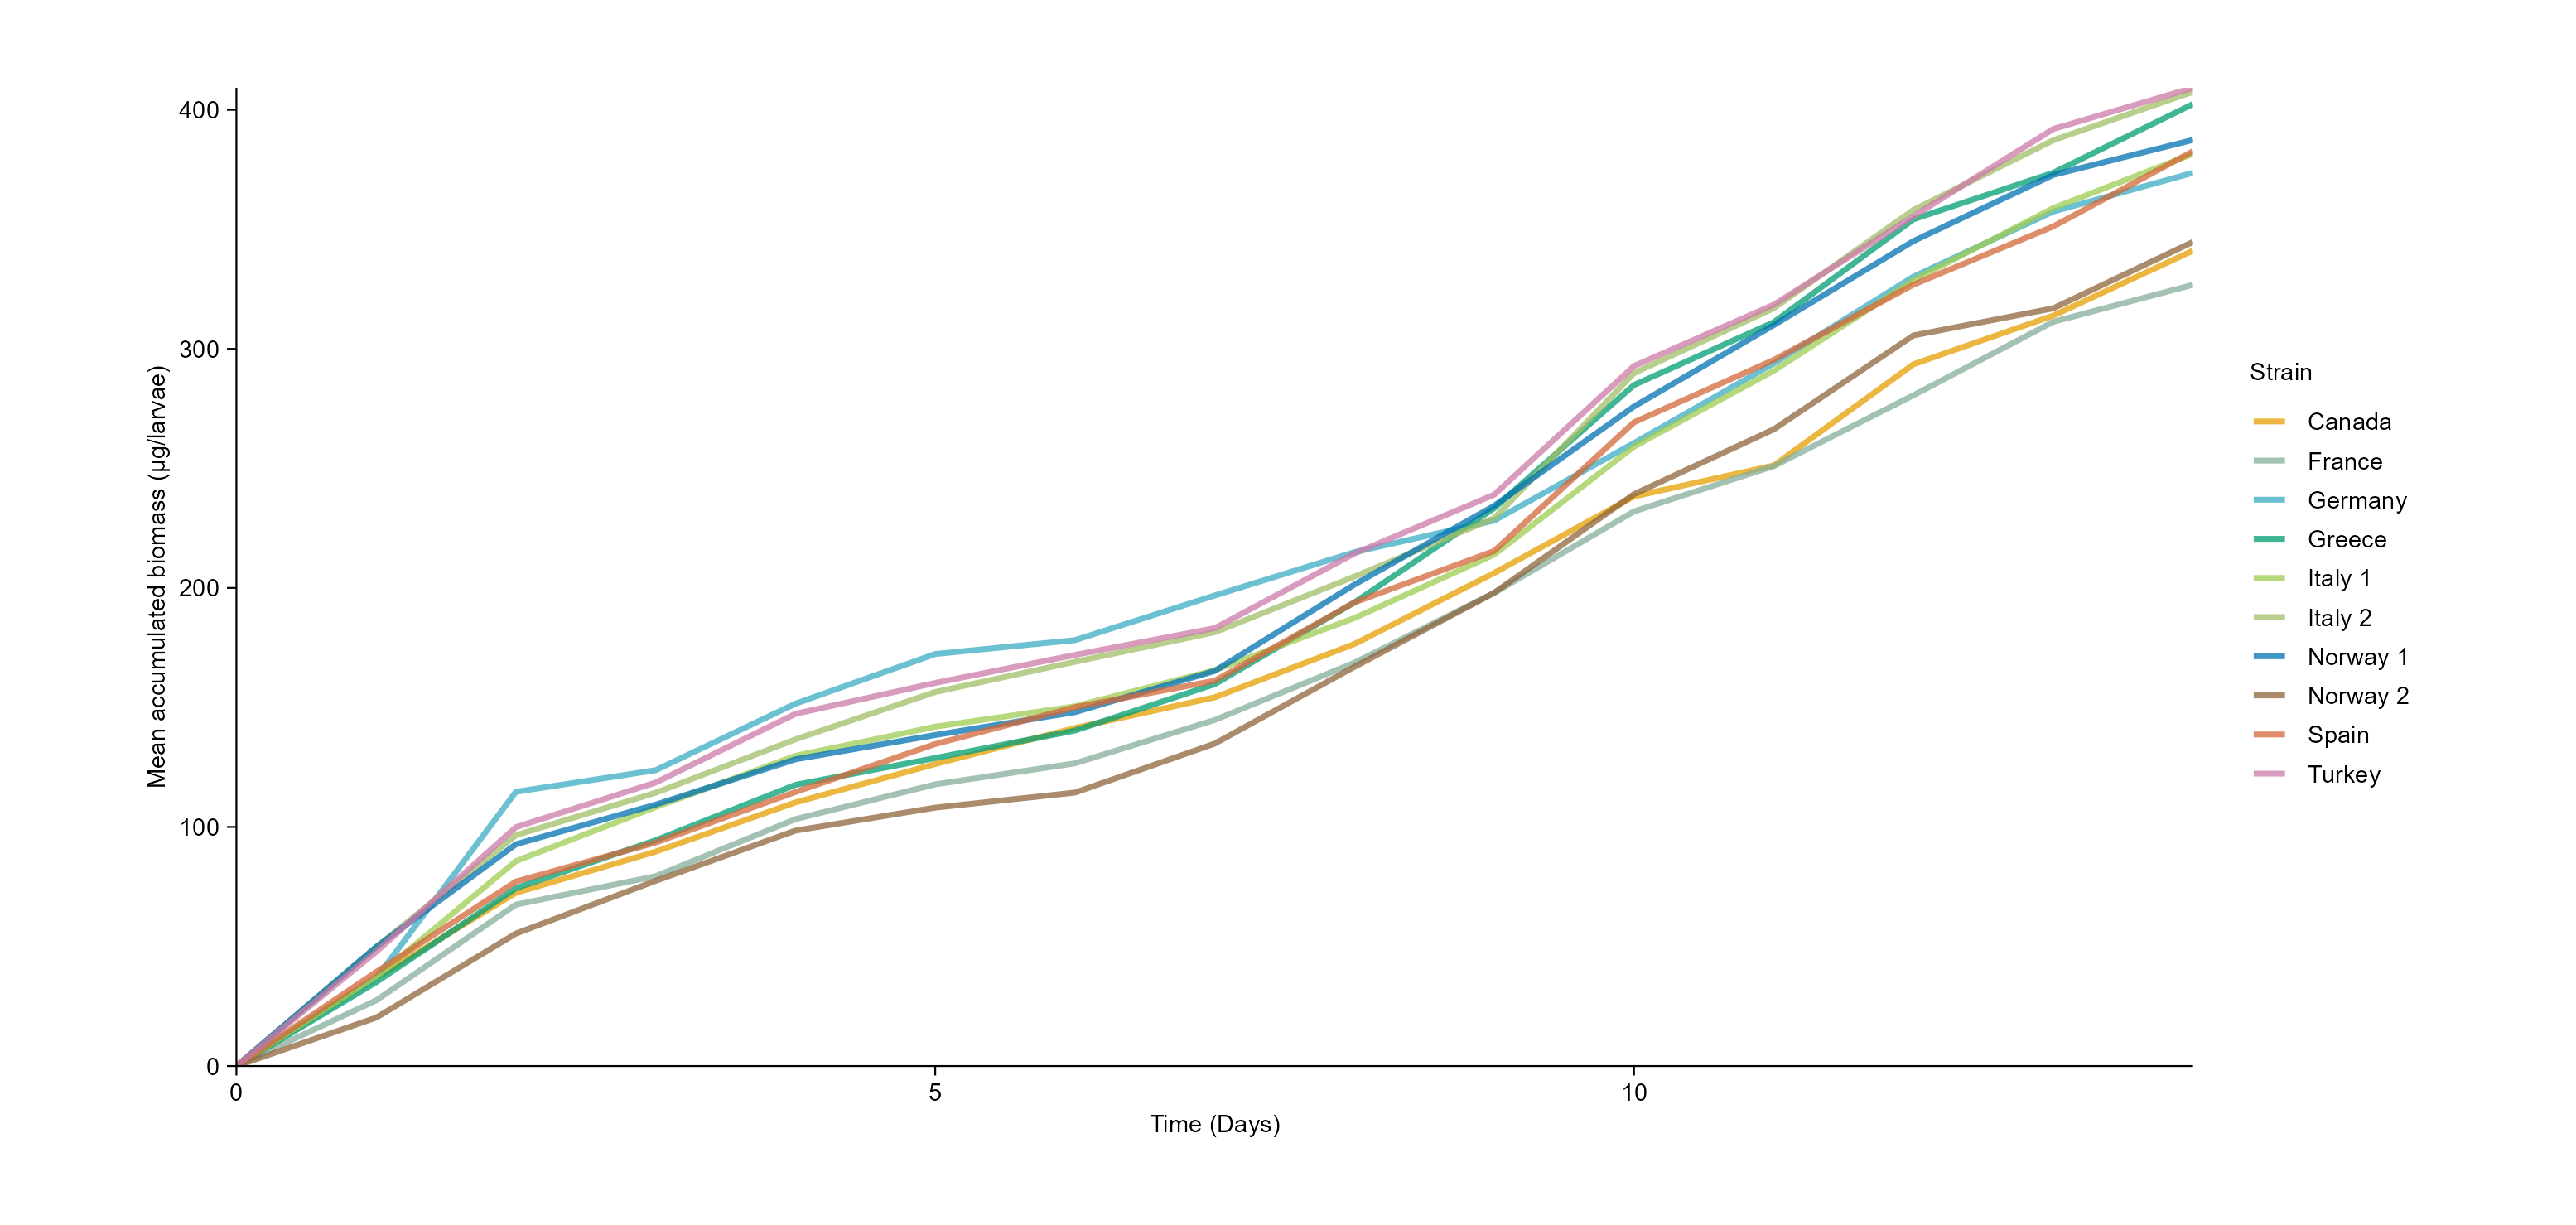 400
300
200
100
0
0
5
10
Time (Days)
Mean accumulated biomass (μg/larvae)
Strain
Canada
France
Germany
Greece
Italy 1
Italy 2
Norway 1
Norway 2
Spain
Turkey